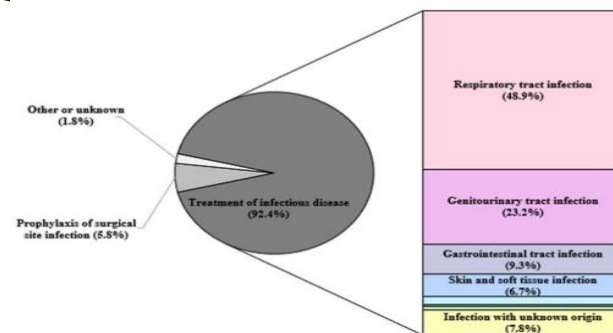 Other or unknown
(1.8%)
Prophylaxis of surgical
site infection (5.8%)
Treatment of infectious disease
(92.4%)
Respiratory tract infection
(48.9%)
Genitourinary tract infection
(23.2%)
Gastrointestinal tract infection
(9.3%)
Skin and soft tissue infection
(6.7%)
Infection with unknown origin
(7.8%)